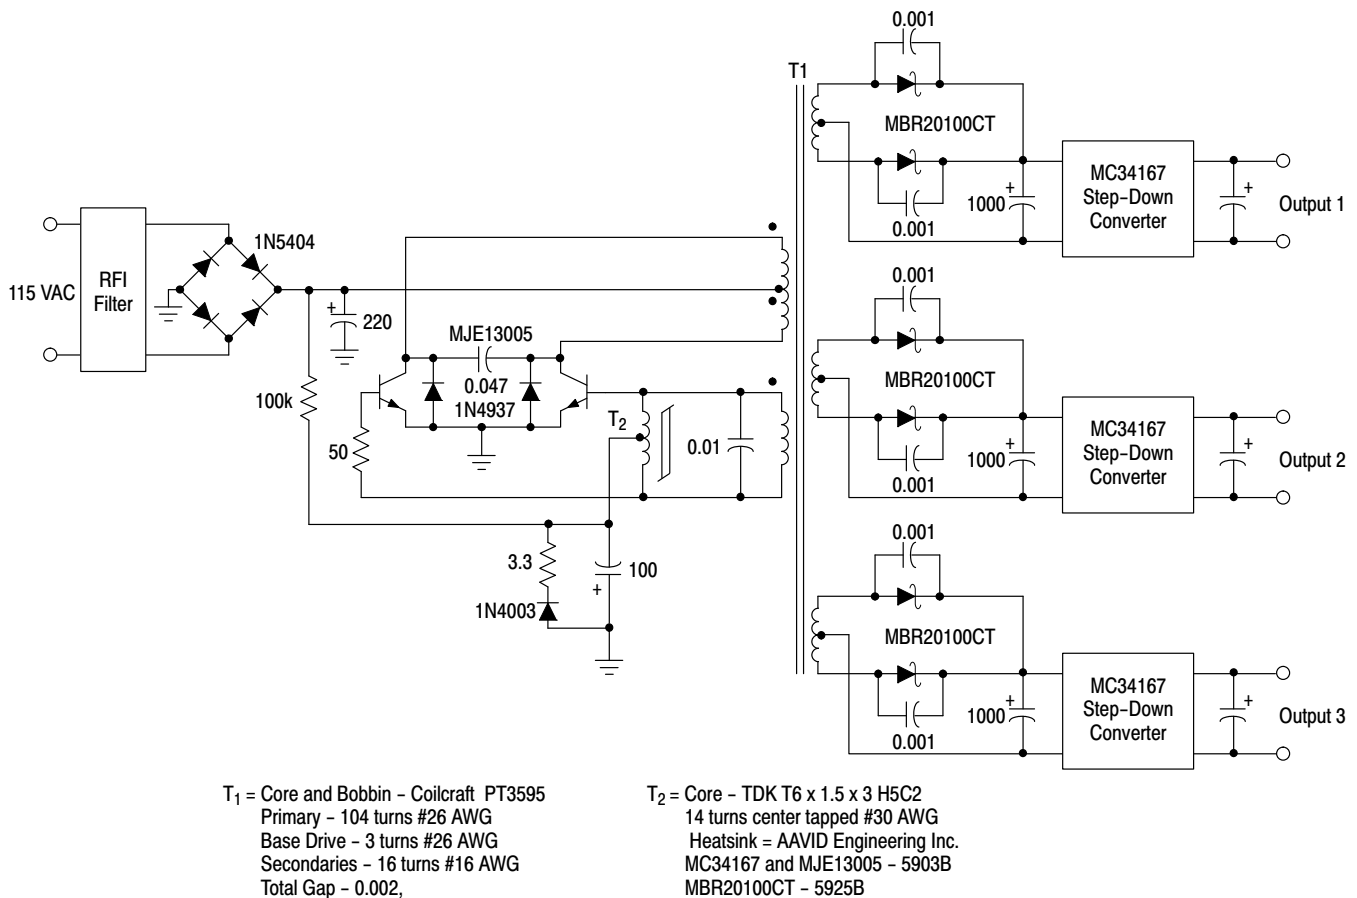 0.001
T1
MBR20100CT
0.001
1000
+
MC34167
Step-Down
Converter
+
Output 1
115 VAC
RFI
Filter
1N5404
+
220
100k
MJE13005
0.047
1N4937
50
T2
0.01
3.3
1N4003
100
+
0.001
MBR20100CT
0.001
1000
+
MC34167
Step-Down
Converter
+
Output 2
0.001
MBR20100CT
0.001
1000
+
MC34167
Step-Down
Converter
+
Output 3
T1 = Core and Bobbin - Coilcraft PT3595
Primary - 104 turns #26 AWG
Base Drive - 3 turns #26 AWG
Secondaries - 16 turns #16 AWG
Total Gap - 0.002,
T2 = Core - TDK T6 x 1.5 x 3 H5C2
14 turns center tapped #30 AWG
Heatsink = AAVID Engineering Inc.
MC34167 and MJE13005 - 5903B
MBR20100CT - 5925B